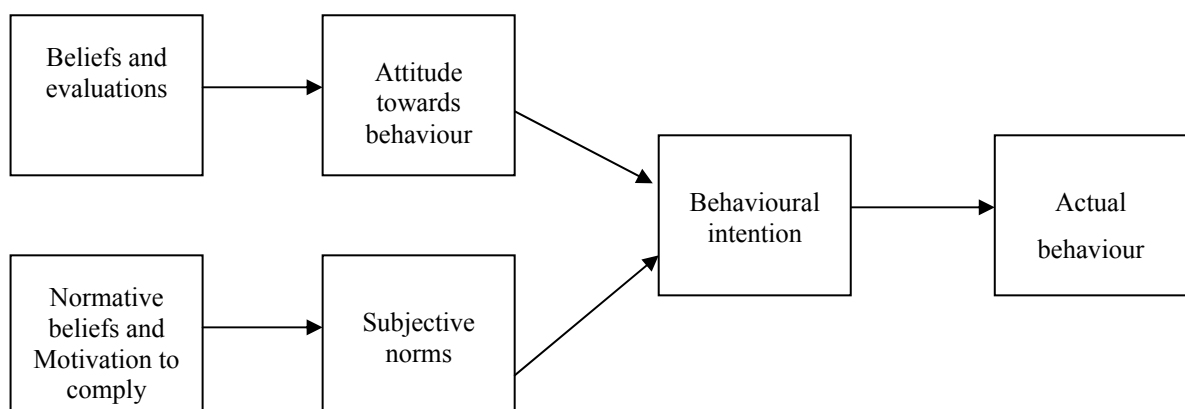 Beliefs and
evaluations
Attitude
towards
behaviour
Behavioural
intention
Actual
behaviour
Normative
beliefs and
Motivation to
comply
Subjective
norms